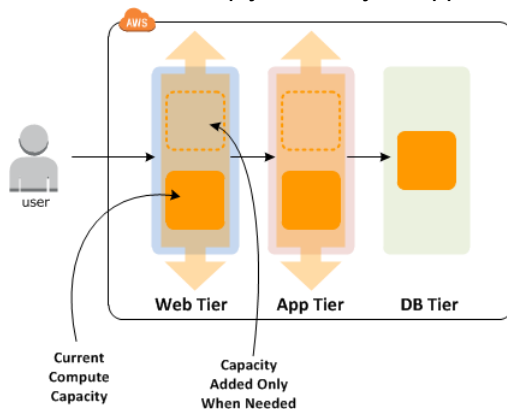 AWS
user
Web Tier
App Tier
DB Tier
Current
Compute
Capacity
Capacity
Added Only
When Needed